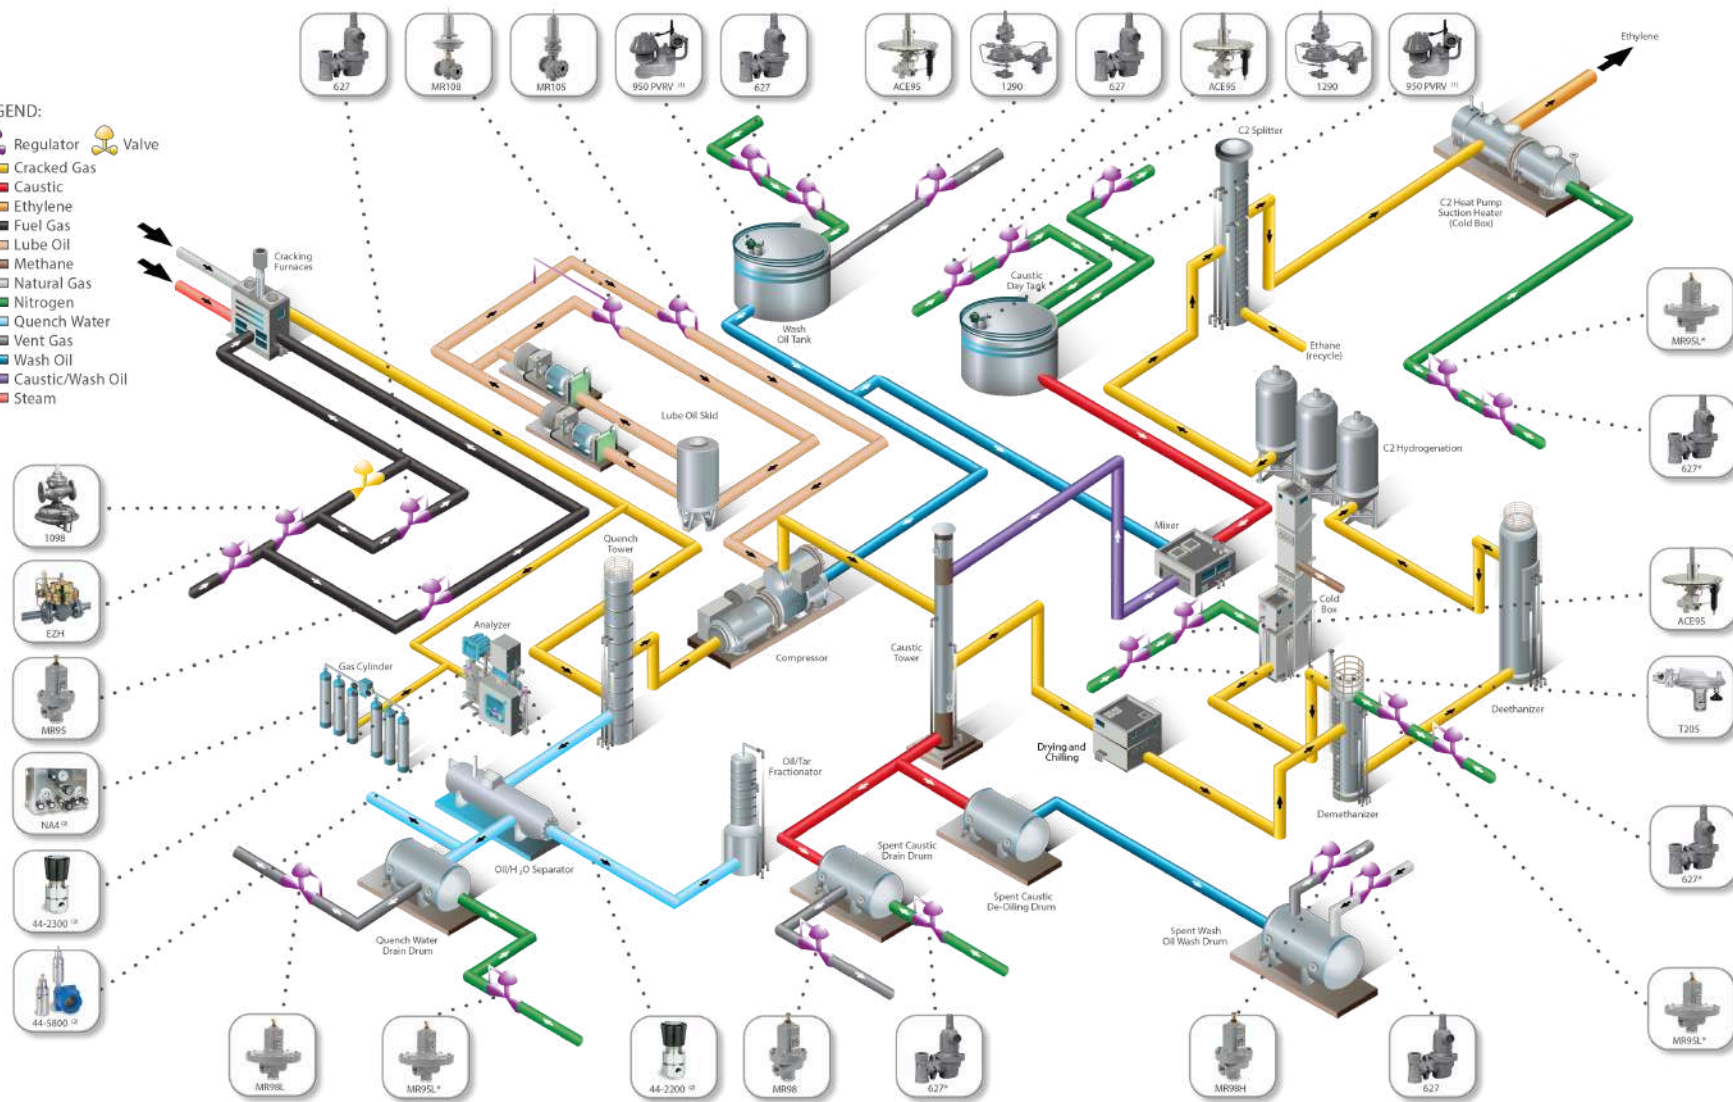 627
MR108
MR105
950 PVRV (1)
627
ACE95
1290
627
ACE95
1290
950 PVRV (1)
Ethylene
GEND:
Regulator
Valve
Cracked Gas
Caustic
Ethylene
Fuel Gas
Lube Oil
Methane
Natural Gas
Nitrogen
Quench Water
Vent Gas
Wash Oil
Caustic/Wash Oil
Steam
Cracking
Furnaces
C2 Splitter
C2 Heat Pump
Suction Heater
(Cold Box)
Caustic
Day Tank
Wash
Oil Tank
Ethane
(recycle)
MR95L*
627*
Lube Oil Skid
C2 Hydrogenation
1098
EZH
MR95
NA4 (2)
44-2300 (2)
44-5800 (2)
Quench
Tower
Mixer
Cold
Box
ACE95
T205
Analyzer
Gas Cylinder
Compressor
Caustic
Tower
Deethanizer
Drying and
Chilling
Demethanizer
Oil/Tar
Fractionator
Oil/H2O Separator
Spent Caustic
Drain Drum
Spent Caustic
De-Oiling Drum
Quench Water
Drain Drum
Spent Wash
Oil Wash Drum
627*
MR95L*
MR98L
MR95L*
44-2200 (2)
MR98
627*
MR98H
627